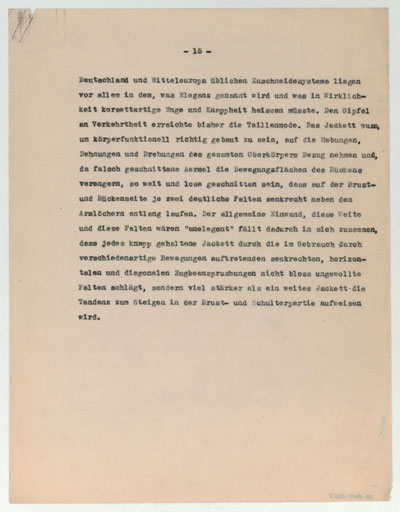 - 15 -
Deutschland und Mitteleuropa üblichen Zuschneidesysteme liegen
vor allem in dem, was Eleganz genannt wird und was in Wirklich-
keit korsettartige Enge und Knappheit heissen müsste. Den Gipfel
an Verkehrtheit erreichte bisher die Taillenmode. Das Jackett muss,
um körperfunktionell richtig gebaut zu sein, auf die Hebungen,
Dehnungen und Drehungen des gesamten Oberkörpers Bezug nehmen und,
da falsch geschnittene Aermel die Bewegungsflächen des Rückens
verengern, so weit und lose geschnitten sein, dass auf der Brust-
und Rückenseite je zwei deutliche Falten senkrecht neben den
Armlöchern entlang laufen. Der allgemeine Einwand, diese Weite
und diese Falten wären "unelegant" fällt dadurch in sich zusammen,
dass jedes knapp gehaltene Jackett durch die im Gebrauch durch
verschiedenartige Bewegungen auftretenden senkrechten, horizon-
talen und diagonalen Zugbeanspruchungen nicht bloss ungewollte
Falten schlägt, sondern viel stärker als ein weites Jackett die
Tendenz zum Steigen in der Brust- und Schulterpartie aufweisen
wird.